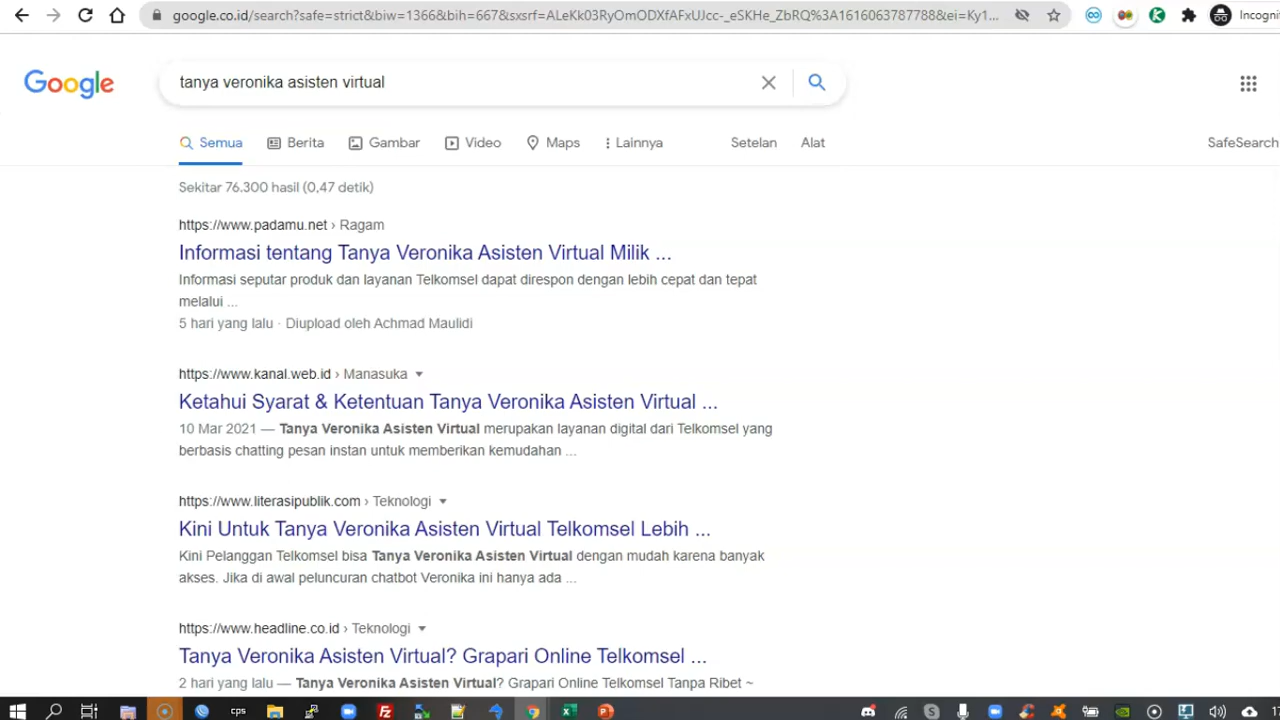 google.co.id/search?safe=strict&biw=1366&bih=667&sxsrf=ALeKk03RyOmODXfAFxUJcc-_eSKHe_ZbRQ%3A1616063787788&ei=Ky1...
Incogni
Google
tanya veronika asisten virtual
Semua Berita Gambar Video Maps Lainnya Setelan Alat SafeSearch
Sekitar 76.300 hasil (0,47 detik)
https://www.padamu.net › Ragam
Informasi tentang Tanya Veronika Asisten Virtual Milik ...
Informasi seputar produk dan layanan Telkomsel dapat direspon dengan lebih cepat dan tepat
melalui ...
5 hari yang lalu · Diupload oleh Achmad Maulidi
https://www.kanal.web.id › Manasuka
Ketahui Syarat & Ketentuan Tanya Veronika Asisten Virtual ...
10 Mar 2021 — Tanya Veronika Asisten Virtual merupakan layanan digital dari Telkomsel yang
berbasis chatting pesan instan untuk memberikan kemudahan ...
https://www.literasipublik.com › Teknologi
Kini Untuk Tanya Veronika Asisten Virtual Telkomsel Lebih ...
Kini Pelanggan Telkomsel bisa Tanya Veronika Asisten Virtual dengan mudah karena banyak
akses. Jika di awal peluncuran chatbot Veronika ini hanya ada ...
https://www.headline.co.id › Teknologi
Tanya Veronika Asisten Virtual? Grapari Online Telkomsel ...
2 hari yang lalu — Tanya Veronika Asisten Virtual? Grapari Online Telkomsel Tanpa Ribet ~
cps